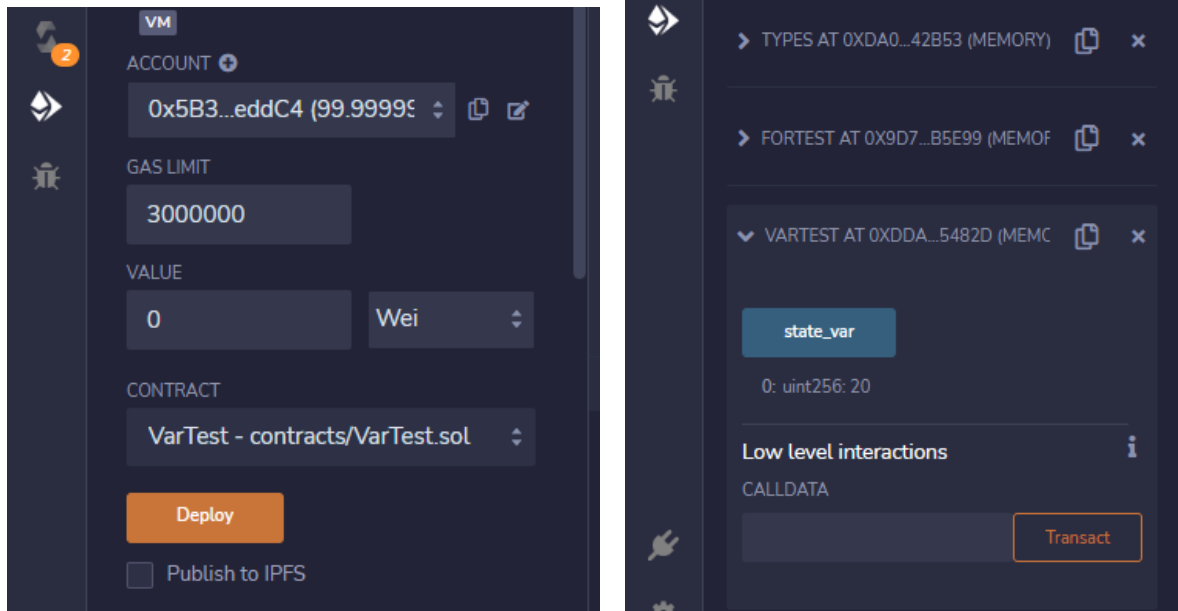 2
VM
ACCOUNT
0x5B3...eddC4 (99.99999
GAS LIMIT
3000000
VALUE
0
Wei
CONTRACT
VarTest - contracts/VarTest.sol
Deploy
Publish to IPFS
TYPES AT 0XDA0...42B53 (MEMORY)
FORTEST AT 0X9D7...B5E99 (MEMOR
VARTEST AT 0XDDA...5482D (MEMC
state_var
0: uint256: 20
Low level interactions
CALLDATA
Transact